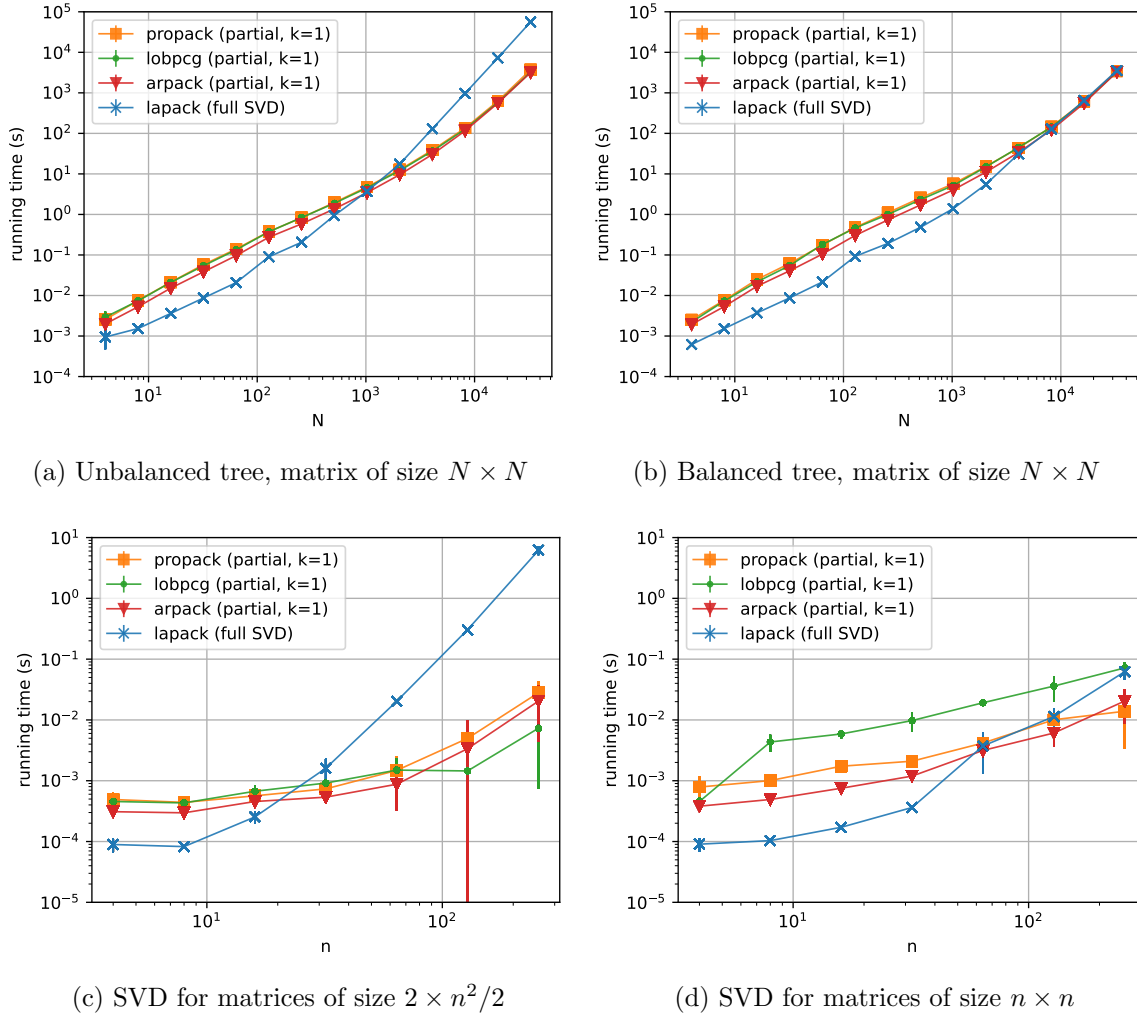 10^5
10^4
10^3
10^2
10^1
10^0
10^-1
10^-2
10^-3
10^-4
running time (s)
propack (partial, k=1)
lobpcg (partial, k=1)
arpack (partial, k=1)
lapack (full SVD)
10^1 10^2 10^3 10^4
N
(a) Unbalanced tree, matrix of size N × N
10^5
10^4
10^3
10^2
10^1
10^0
10^-1
10^-2
10^-3
10^-4
running time (s)
propack (partial, k=1)
lobpcg (partial, k=1)
arpack (partial, k=1)
lapack (full SVD)
10^1 10^2 10^3 10^4
N
(b) Balanced tree, matrix of size N × N
10^1
10^0
10^-1
10^-2
10^-3
10^-4
10^-5
running time (s)
propack (partial, k=1)
lobpcg (partial, k=1)
arpack (partial, k=1)
lapack (full SVD)
10^1 10^2
n
(c) SVD for matrices of size 2 × n^2/2
10^1
10^0
10^-1
10^-2
10^-3
10^-4
10^-5
running time (s)
propack (partial, k=1)
lobpcg (partial, k=1)
arpack (partial, k=1)
lapack (full SVD)
10^1 10^2
n
(d) SVD for matrices of size n × n